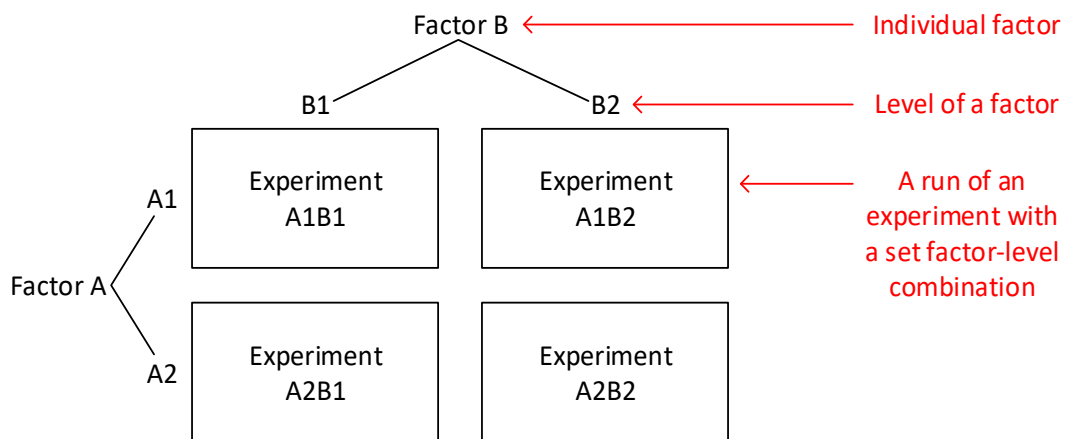 Factor B
Individual factor
B1
B2
Level of a factor
A1
Experiment
A1B1
Experiment
A1B2
A run of an
experiment with
a set factor-level
combination
Factor A
A2
Experiment
A2B1
Experiment
A2B2